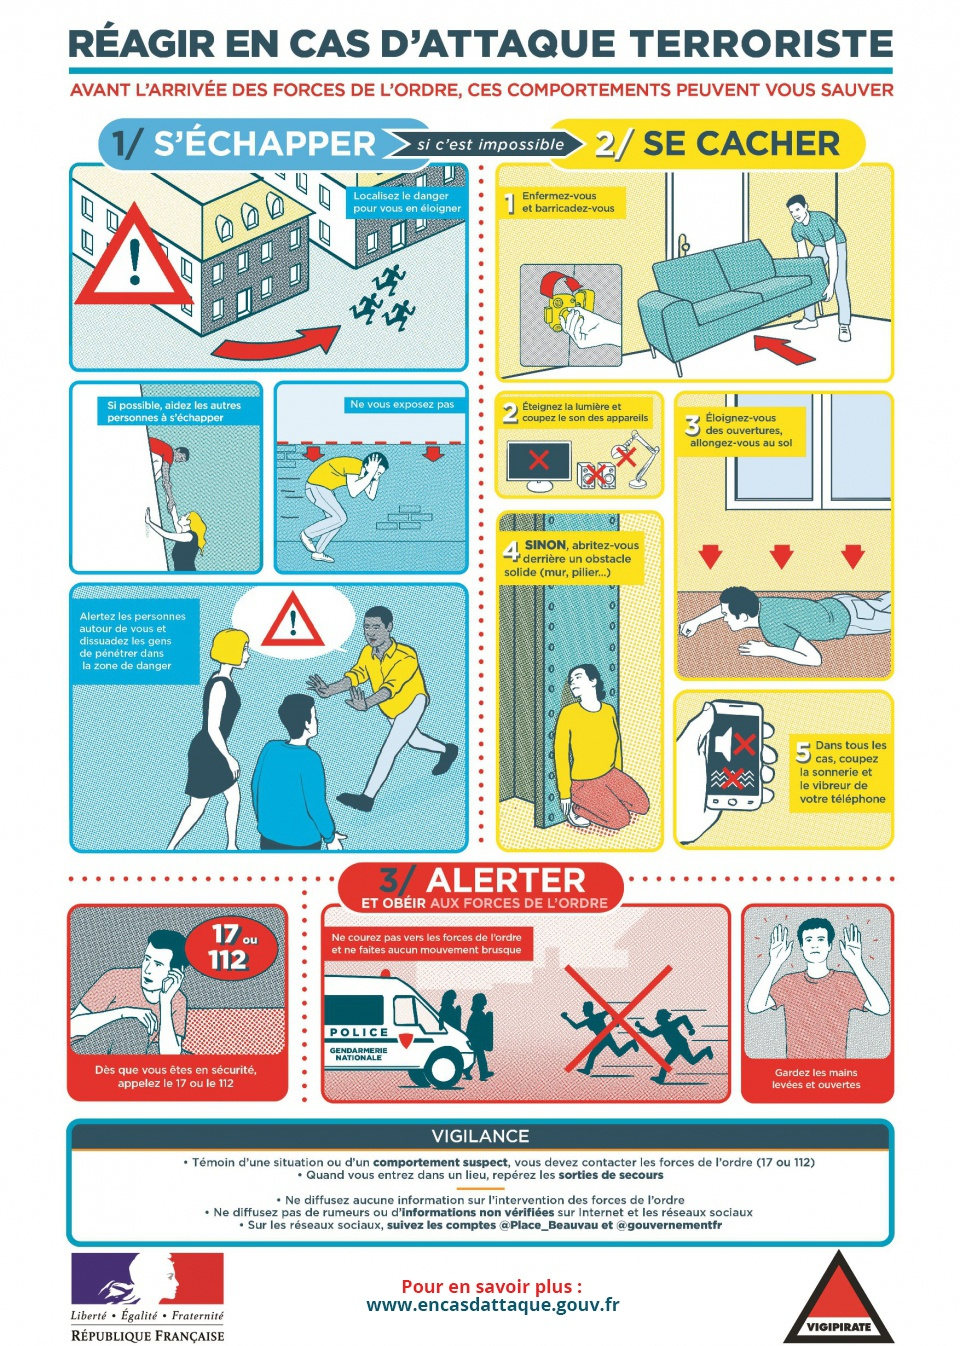 RÉAGIR EN CAS D'ATTAQUE TERRORISTE
AVANT L'ARRIVÉE DES FORCES DE L'ORDRE, CES COMPORTEMENTS PEUVENT VOUS SAUVER
1/ S'ÉCHAPPER
si c'est impossible
2/ SE CACHER
Localisez le danger
pour vous en éloigner
Si possible, aidez les autres
personnes à s'échapper
Ne vous exposez pas
Alertez les personnes
autour de vous et
dissuadez les gens
de pénétrer dans
la zone de danger
1 Enfermez-vous
et barricadez-vous
2 Éteignez la lumière et
coupez le son des appareils
3 Éloignez-vous
des ouvertures,
allongez-vous au sol
4 SINON, abritez-vous
derrière un obstacle
solide (mur, pilier...)
5 Dans tous les
cas, coupez
la sonnerie et
le vibreur de
votre téléphone
3/ ALERTER
ET OBÉIR AUX FORCES DE L'ORDRE
17 ou
112
Dès que vous êtes en sécurité,
appelez le 17 ou le 112
Ne courez pas vers les forces de l'ordre
et ne faites aucun mouvement brusque
POLICE
GENDARMERIE
NATIONALE
Gardez les mains
levées et ouvertes
VIGILANCE
• Témoin d'une situation ou d'un comportement suspect, vous devez contacter les forces de l'ordre (17 ou 112)
• Quand vous entrez dans un lieu, repérez les sorties de secours
• Ne diffusez aucune information sur l'intervention des forces de l'ordre
• Ne diffusez pas de rumeurs ou d'informations non vérifiées sur Internet et les réseaux sociaux
• Sur les réseaux sociaux, suivez les comptes @Place_Beauvau et @gouvernementfr
Liberté • Égalité • Fraternité
RÉPUBLIQUE FRANÇAISE
Pour en savoir plus :
www.encasdattaque.gouv.fr
VIGIPIRATE